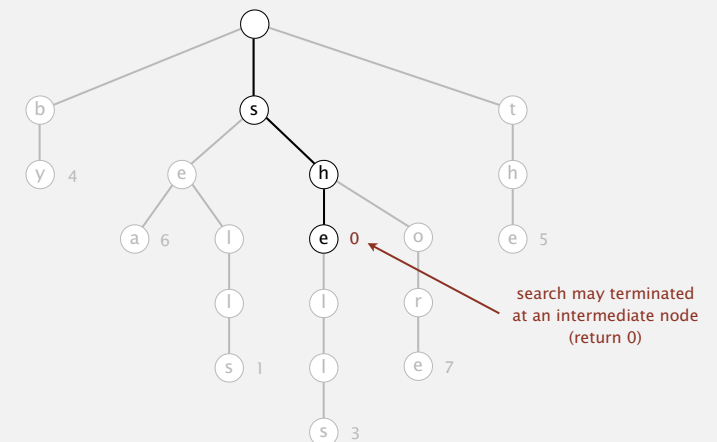 b
s
t
y 4
e
h
h
a 6
l
e 0
o
e 5
l
l
r
search may terminated
at an intermediate node
(return 0)
s 1
l
e 7
s 3